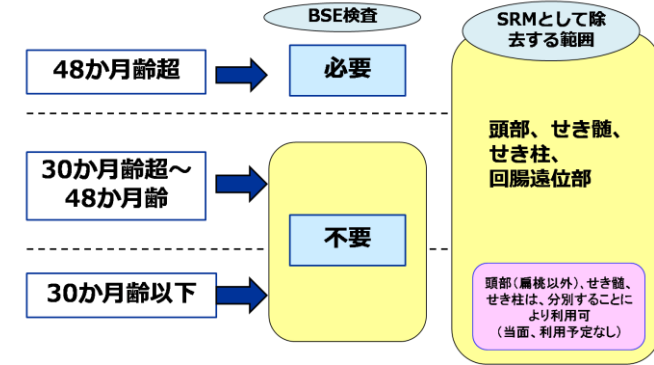 BSE検査
SRMとして除
去する範囲
48か月齢超
必要
頭部、せき髄、
せき柱、
回腸遠位部
30か月齢超～
48か月齢
不要
30か月齢以下
頭部（扁桃以外）、せき髄、
せき柱は、分別することに
より利用可
（当面、利用予定なし）